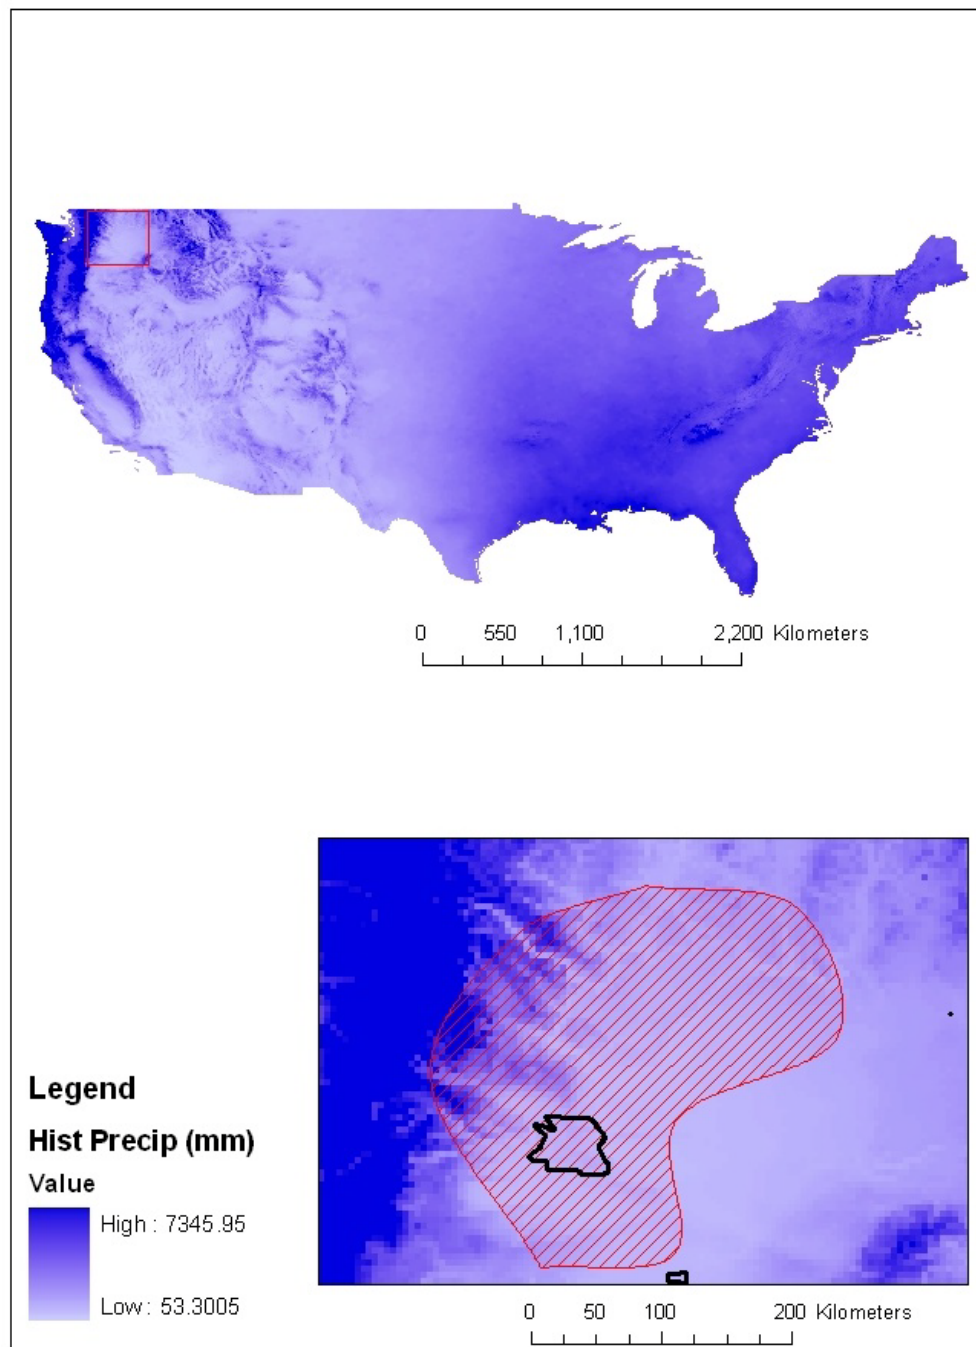 0 550 1,100 2,200 Kilometers
Legend
Hist Precip (mm)
Value
High : 7345.95
Low : 53.3005
0 50 100 200 Kilometers